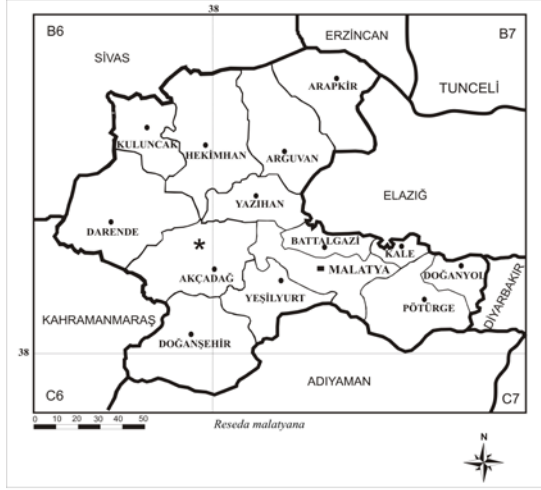 38
B6
B7
ERZİNCAN
SİVAS
TUNCELİ
ARAPKİR
KULUNCAK
HEKİMHAN
ARGUVAN
ELAZIĞ
YAZIHAN
DARENDE
*
BATTALGAZİ
KALE
AKÇADAĞ
MALATYA
DOĞANYOL
DİYARBAKIR
YEŞİLYURT
PÖTÜRGE
KAHRAMANMARAŞ
DOĞANŞEHİR
38
ADIYAMAN
C6
C7
0 10 20 30 40 50
Reseda malatyana
N